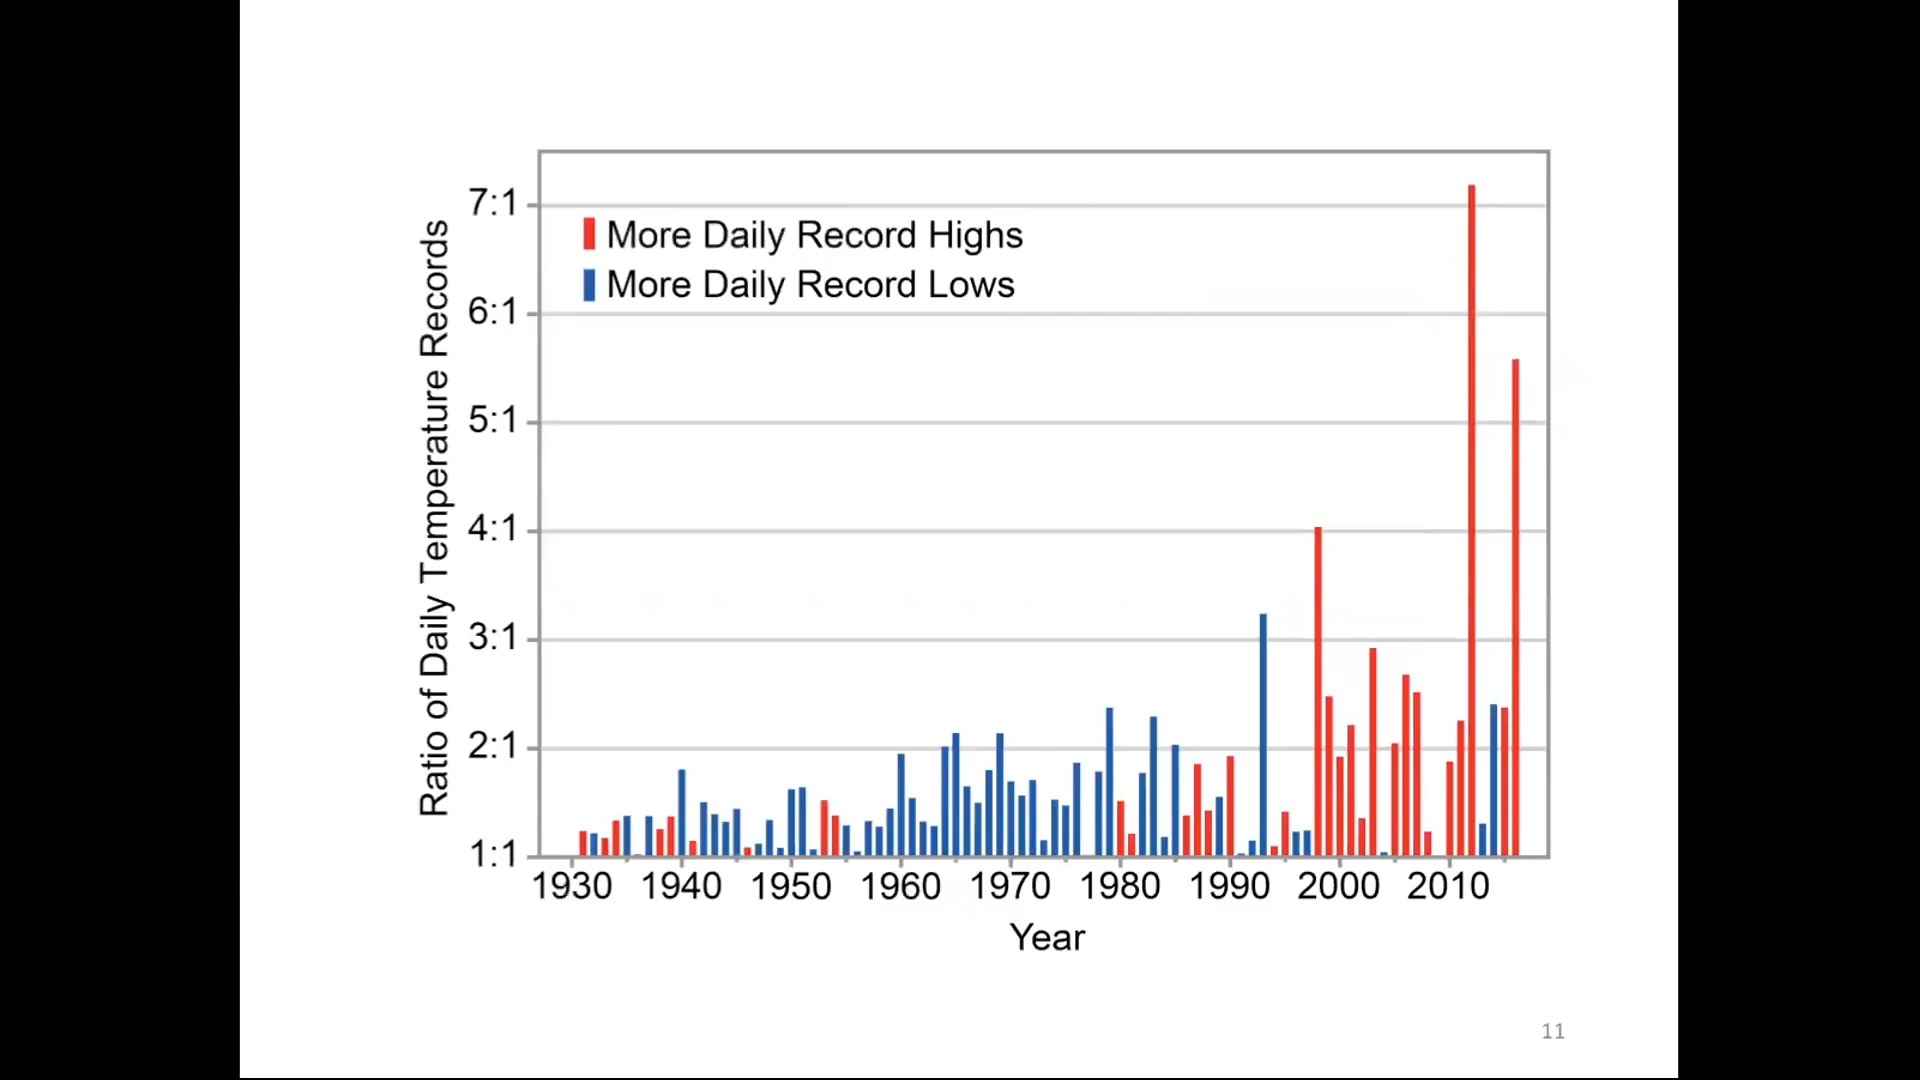 Ratio of Daily Temperature Records
7:1
More Daily Record Highs
More Daily Record Lows
6:1
5:1
4:1
3:1
2:1
1:1
1930 1940 1950 1960 1970 1980 1990 2000 2010
Year
11